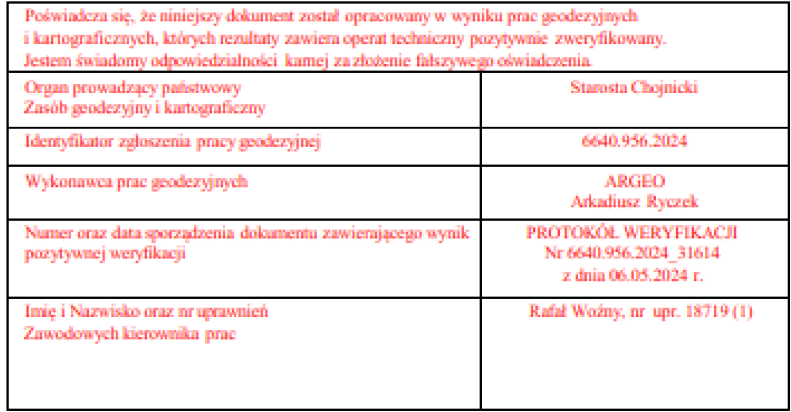 Poświadcza się, że niniejszy dokument został opracowany w wyniku prac geodezyjnych
i kartograficznych, których rezultaty zawiera operat techniczny pozytywnie zweryfikowany.
Jestem świadomy odpowiedzialności karnej za złożenie fałszywego oświadczenia.
Organ prowadzący państwowy
Zasób geodezyjny i kartograficzny
Starosta Chojnicki
Identyfikator zgłoszenia pracy geodezyjnej
6640.956.2024
Wykonawca prac geodezyjnych
ARGEO
Arkadiusz Ryczek
Numer oraz data sporządzenia dokumentu zawierającego wynik
pozytywnej weryfikacji
PROTOKÓŁ WERYFIKACJI
Nr 6640.956.2024_31614
z dnia 06.05.2024 r.
Imię i Nazwisko oraz nr uprawnień
Zawodowych kierownika prac
Rafał Woźny, nr upr. 18719 (1)